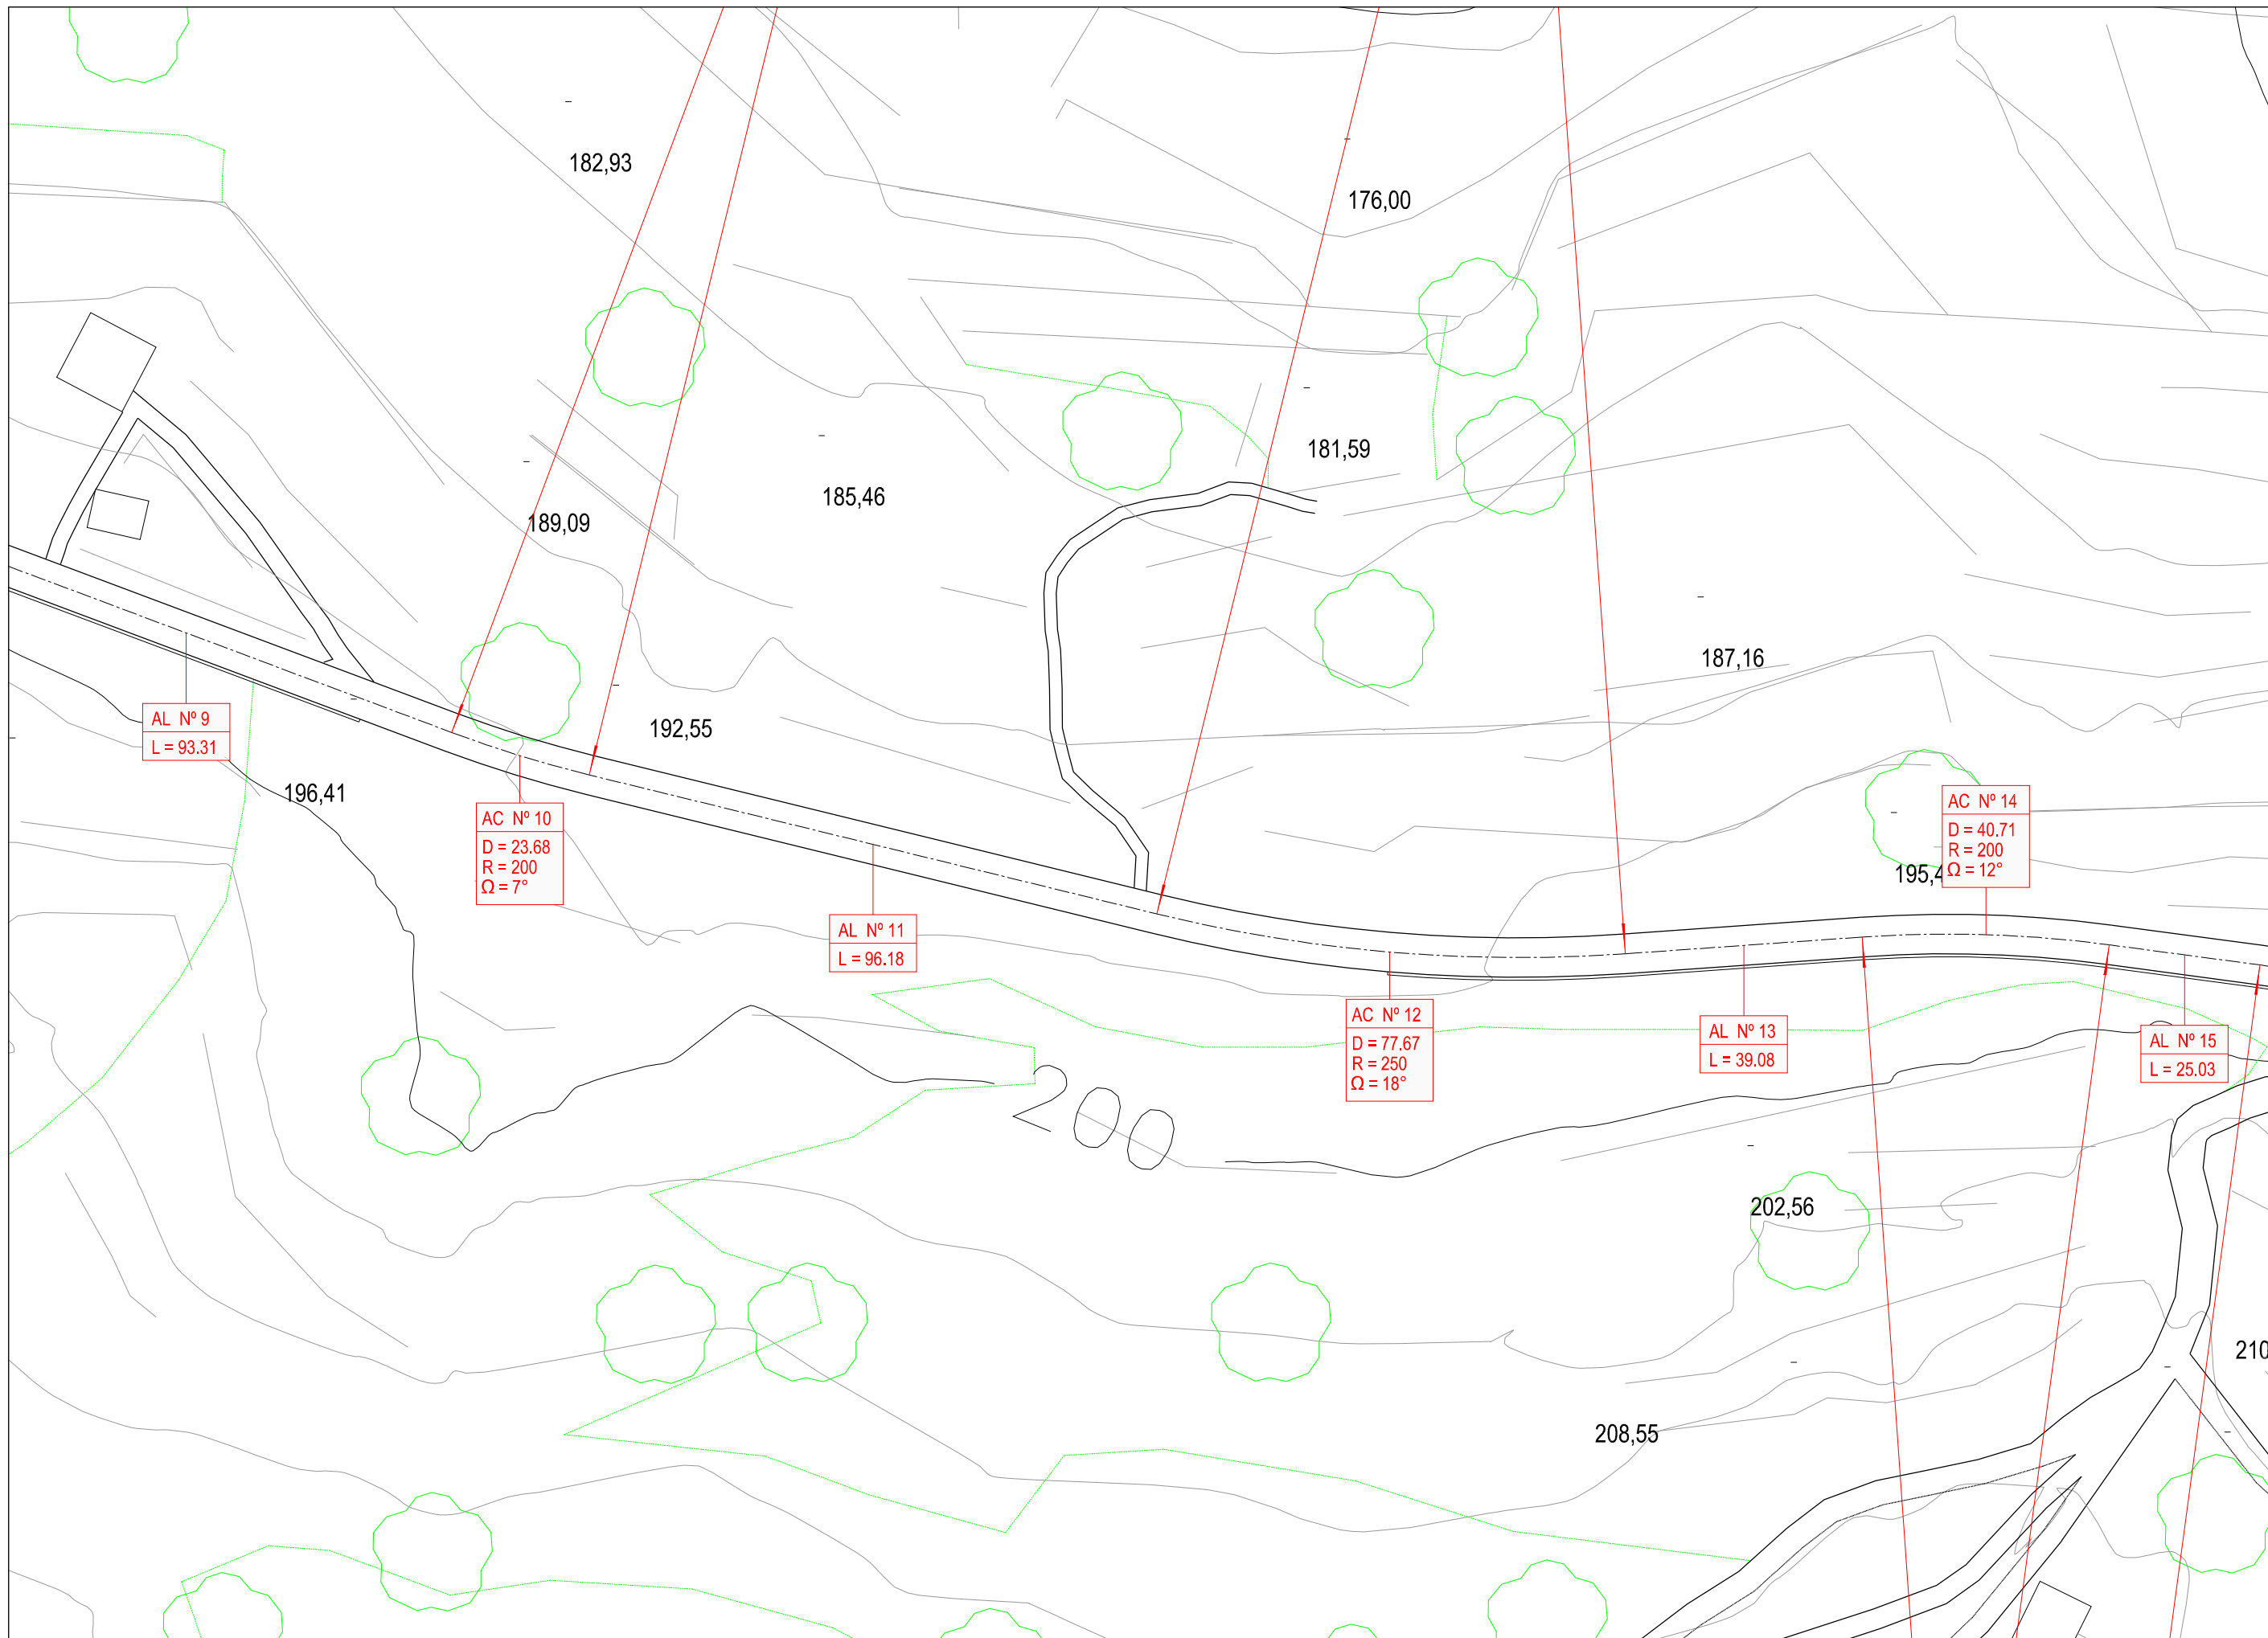 182,93
176,00
181,59
185,46
189,09
187,16
192,55
AL Nº 9
L = 93.31
196,41
AC Nº 10
D = 23.68
R = 200
Ω = 7°
AC Nº 14
D = 40.71
R = 200
Ω = 12°
195,4
AL Nº 11
L = 96.18
AC Nº 12
D = 77.67
R = 250
Ω = 18°
AL Nº 13
L = 39.08
AL Nº 15
L = 25.03
200
202,56
210
208,55